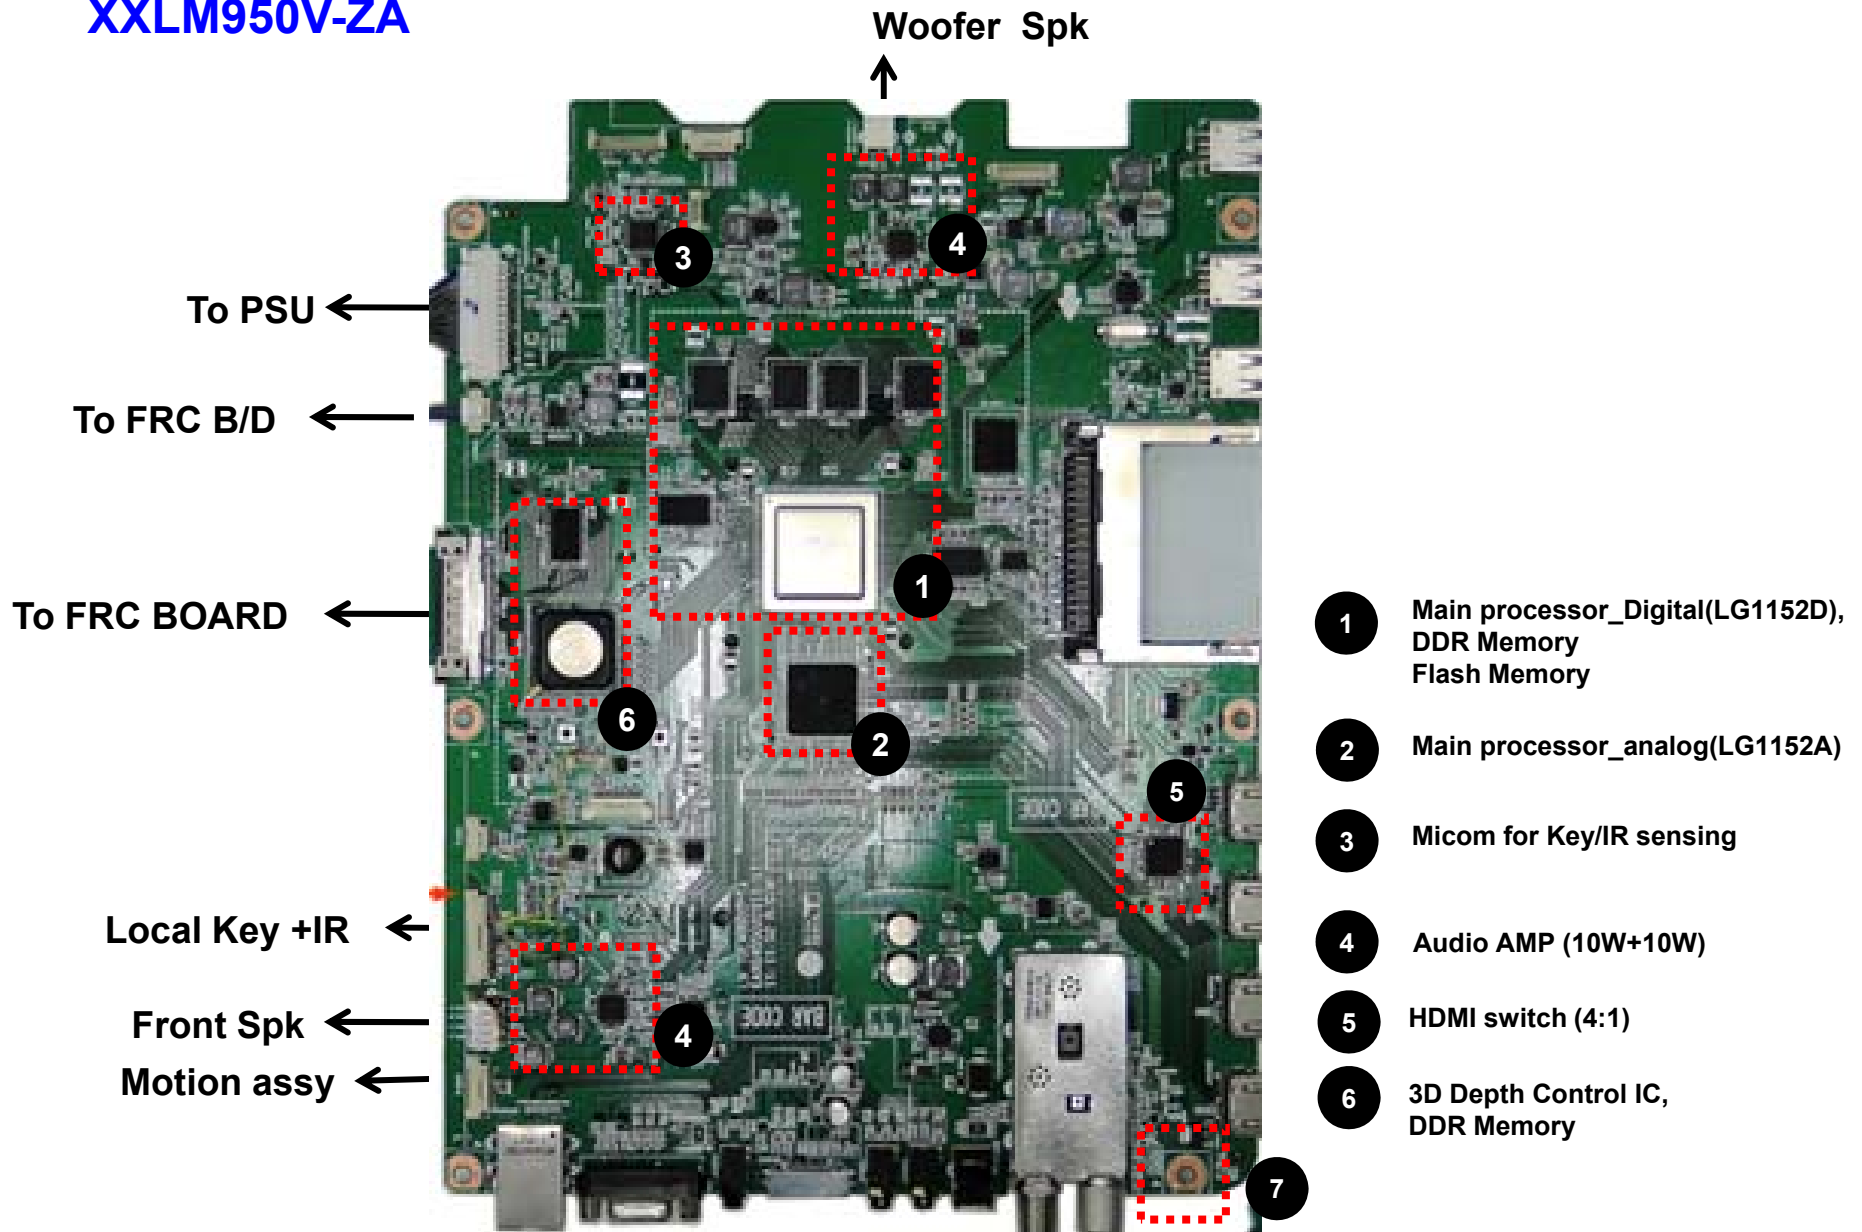 XXLM950V-ZA
Woofer Spk
3
4
To PSU
To FRC B/D
1
To FRC BOARD
6
2
5
Local Key +IR
Front Spk
4
BAR CODE
Motion assy
7
1 Main processor_Digital(LG1152D),
DDR Memory
Flash Memory
2 Main processor_analog(LG1152A)
3 Micom for Key/IR sensing
4 Audio AMP (10W+10W)
5 HDMI switch (4:1)
6 3D Depth Control IC,
DDR Memory